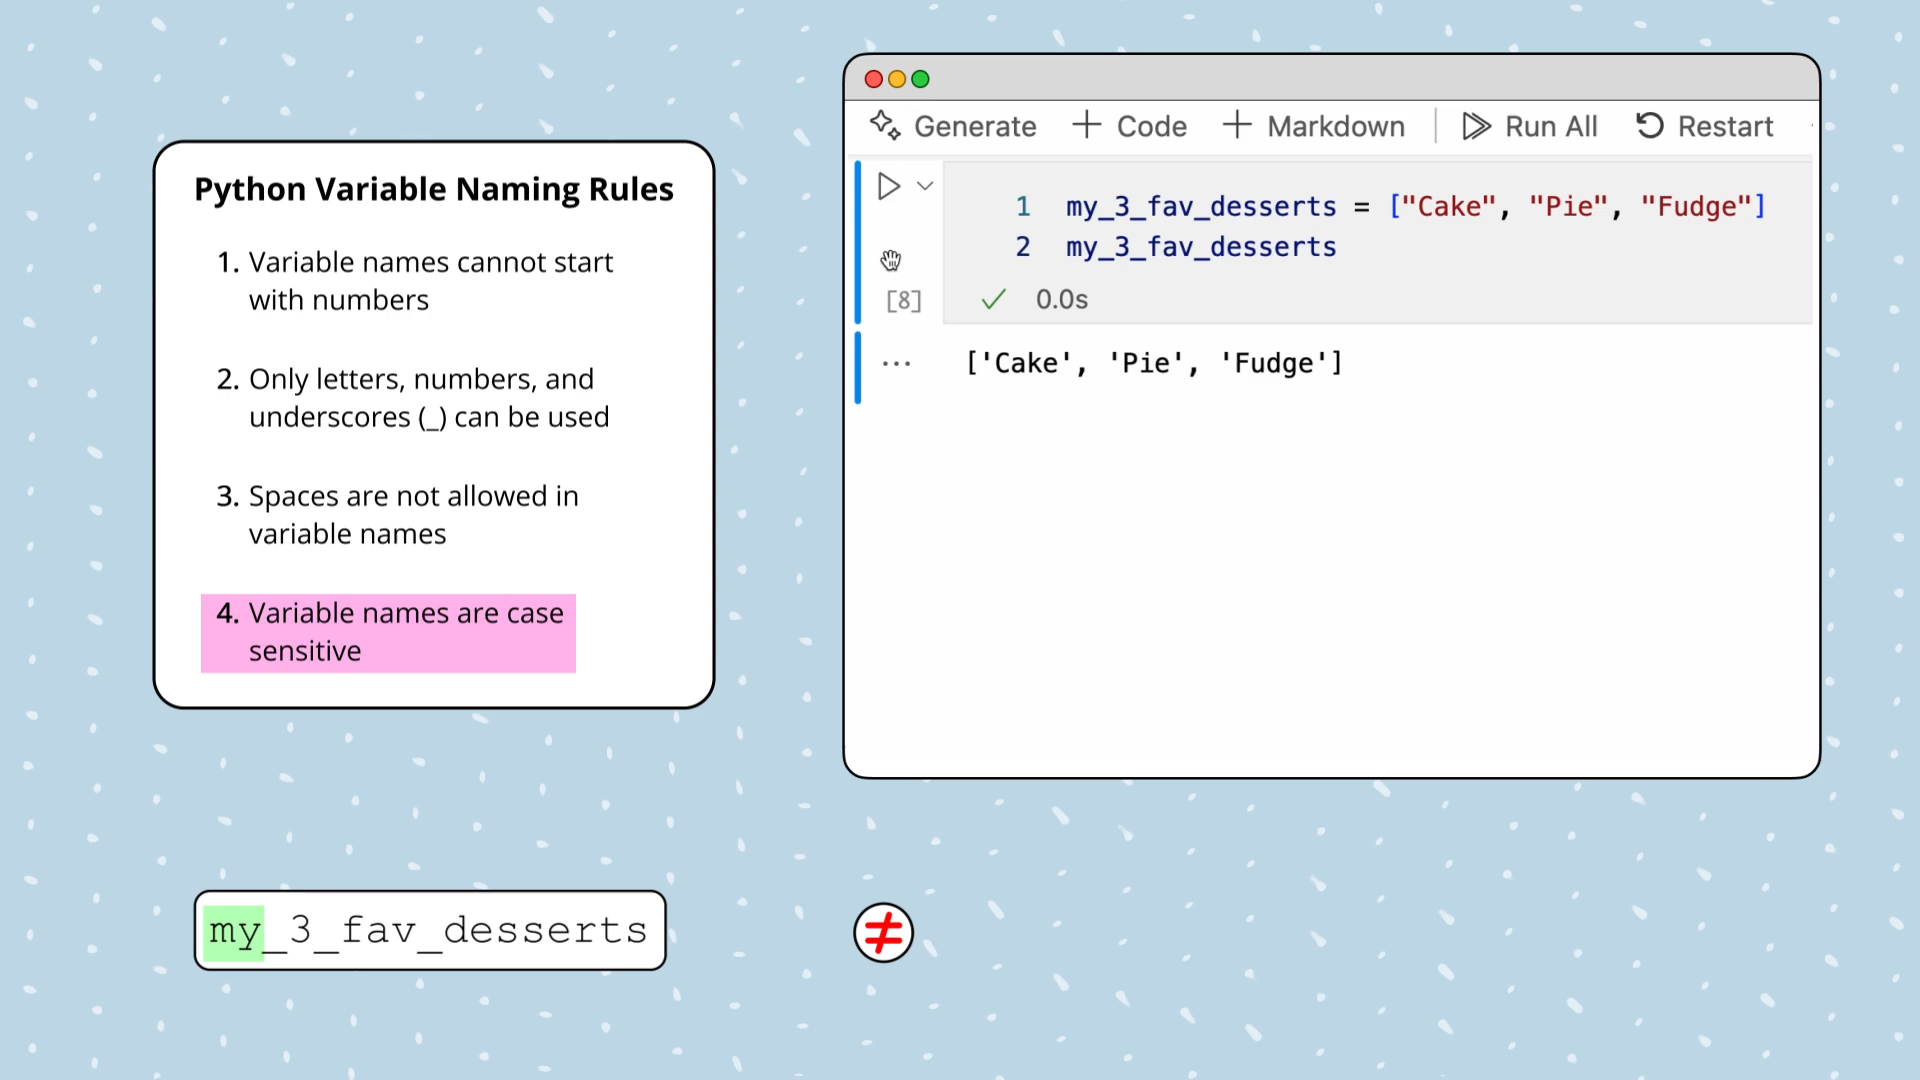 Python Variable Naming Rules
1. Variable names cannot start
with numbers
2. Only letters, numbers, and
underscores (_) can be used
3. Spaces are not allowed in
variable names
4. Variable names are case
sensitive
my_3_fav_desserts
≠
Generate + Code + Markdown Run All Restart
1 my_3_fav_desserts = ["Cake", "Pie", "Fudge"]
2 my_3_fav_desserts
[8] ✓ 0.0s
... ['Cake', 'Pie', 'Fudge']